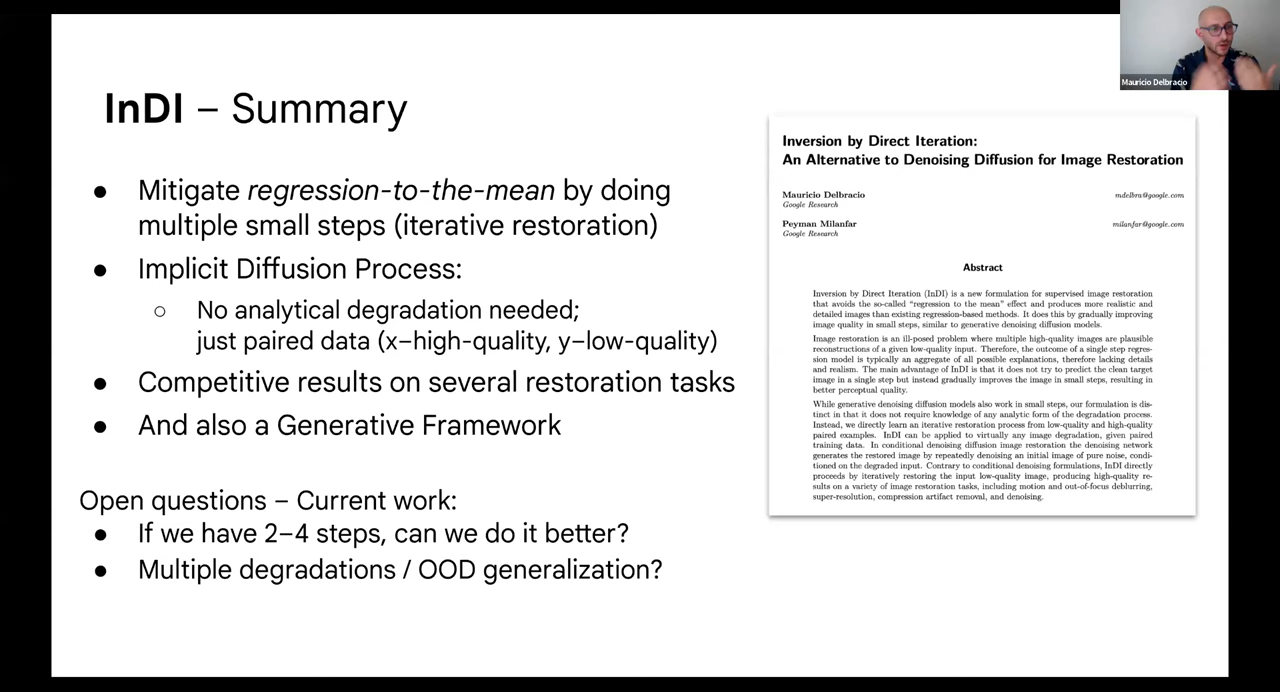 Mauricio Delbracio
InDI – Summary
● Mitigate regression-to-the-mean by doing
multiple small steps (iterative restoration)
● Implicit Diffusion Process:
○ No analytical degradation needed;
just paired data (x–high-quality, y–low-quality)
● Competitive results on several restoration tasks
● And also a Generative Framework
Open questions – Current work:
● If we have 2–4 steps, can we do it better?
● Multiple degradations / OOD generalization?
Inversion by Direct Iteration:
An Alternative to Denoising Diffusion for Image Restoration
Mauricio Delbracio mdelbra@google.com
Google Research
Peyman Milanfar milanfar@google.com
Google Research
Abstract
Inversion by Direct Iteration (InDI) is a new formulation for supervised image restoration
that avoids the so-called “regression to the mean” effect and produces more realistic and
detailed images than existing regression-based methods. It does this by gradually improving
image quality in small steps, similar to generative denoising diffusion models.
Image restoration is an ill-posed problem where multiple high-quality images are plausible
reconstructions of a given low-quality input. Therefore, the outcome of a single step regres-
sion model is typically an aggregate of all possible explanations, therefore lacking details
and realism. The main advantage of InDI is that it does not try to predict the clean target
image in a single step but instead gradually improves the image in small steps, resulting in
better perceptual quality.
While generative denoising diffusion models also work in small steps, our formulation is dis-
tinct in that it does not require knowledge of any analytic form of the degradation process.
Instead, we directly learn an iterative restoration process from low-quality and high-quality
paired examples. InDI can be applied to virtually any image degradation, given paired
training data. In conditional denoising diffusion image restoration the denoising network
generates the restored image by repeatedly denoising an initial image of pure noise, condi-
tioned on the degraded input. Contrary to conditional denoising formulations, InDI directly
proceeds by iteratively restoring the input low-quality image, producing high-quality re-
sults on a variety of image restoration tasks, including motion and out-of-focus deblurring,
super-resolution, compression artifact removal, and denoising.